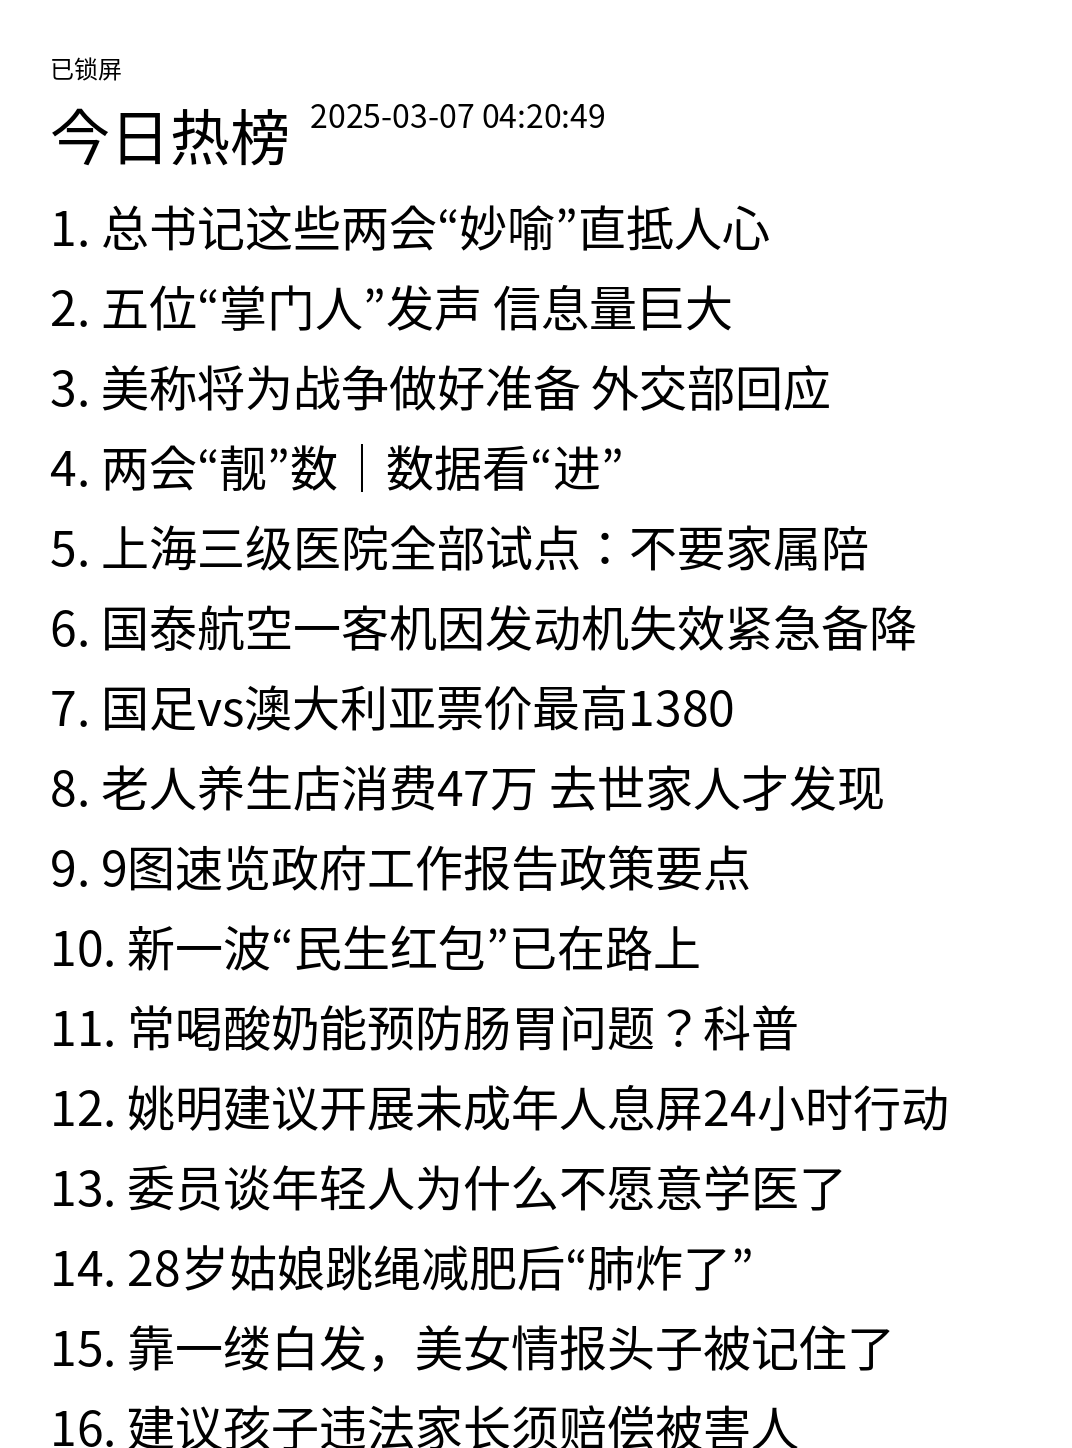 已锁屏
今日热榜 2025-03-07 04:20:49
1. 总书记这些两会“妙喻”直抵人心
2. 五位“掌门人”发声 信息量巨大
3. 美称将为战争做好准备 外交部回应
4. 两会“靓”数｜数据看“进”
5. 上海三级医院全部试点：不要家属陪
6. 国泰航空一客机因发动机失效紧急备降
7. 国足vs澳大利亚票价最高1380
8. 老人养生店消费47万 去世家人才发现
9. 9图速览政府工作报告政策要点
10. 新一波“民生红包”已在路上
11. 常喝酸奶能预防肠胃问题？科普
12. 姚明建议开展未成年人息屏24小时行动
13. 委员谈年轻人为什么不愿意学医了
14. 28岁姑娘跳绳减肥后“肺炸了”
15. 靠一缕白发，美女情报头子被记住了
16. 建议孩子违法家长须赔偿被害人